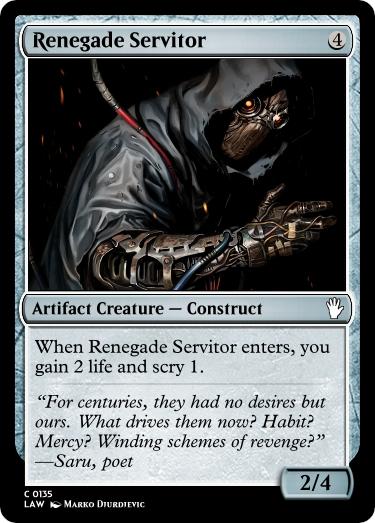 Renegade Servitor 4
Artifact Creature — Construct
When Renegade Servitor enters, you
gain 2 life and scry 1.
“For centuries, they had no desires but
ours. What drives them now? Habit?
Mercy? Winding schemes of revenge?”
—Saru, poet
2/4
C 0135
LAW Marko Djurdjevic